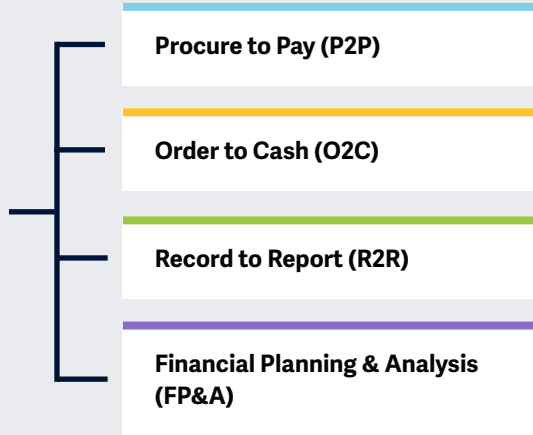 Procure to Pay (P2P)
Order to Cash (O2C)
Record to Report (R2R)
Financial Planning & Analysis
(FP&A)